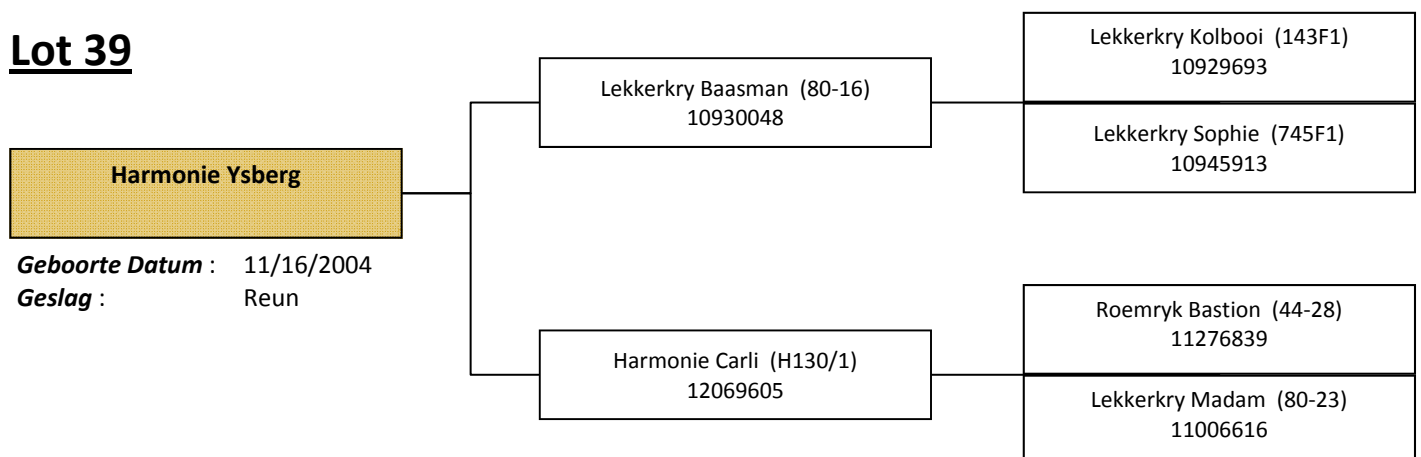 Lot 39
Harmonie Ysberg
Geboorte Datum : 11/16/2004
Geslag : Reun
Lekkerkry Baasman (80-16)
10930048
Harmonie Carli (H130/1)
12069605
Lekkerkry Kolbooi (143F1)
10929693
Lekkerkry Sophie (745F1)
10945913
Roemryk Bastion (44-28)
11276839
Lekkerkry Madam (80-23)
11006616